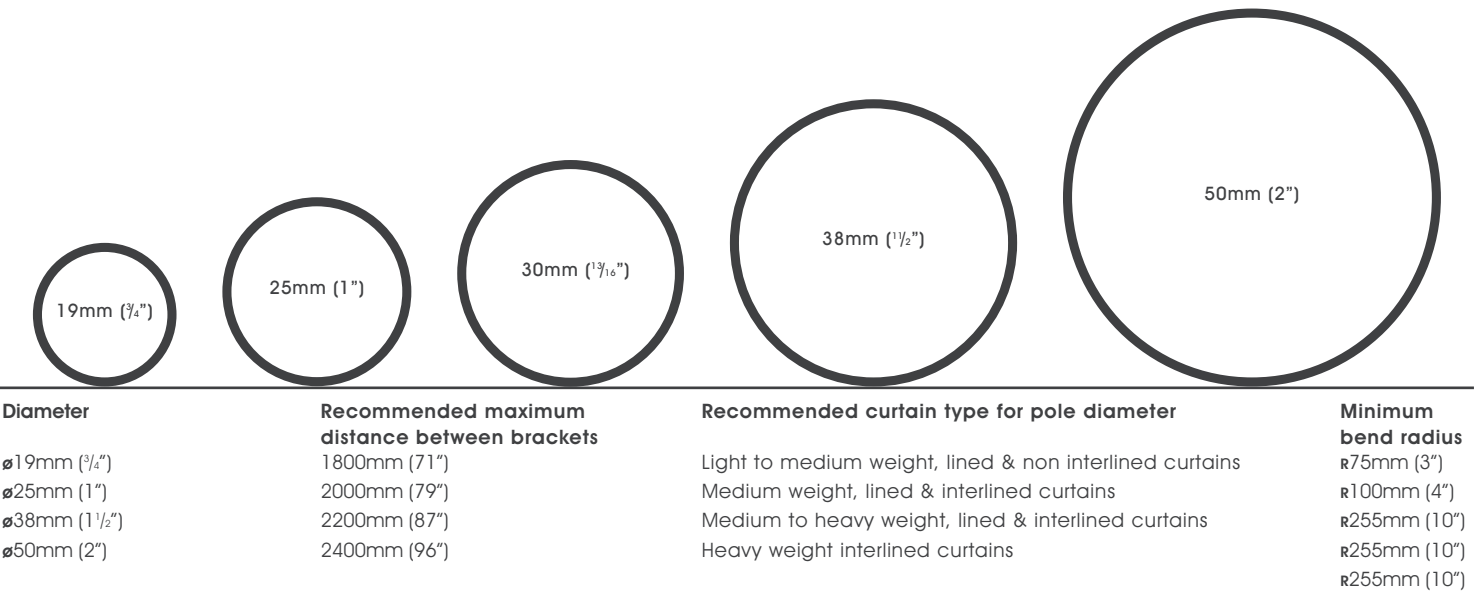 19mm (3/4")
25mm (1")
30mm (13/16")
38mm (11/2")
50mm (2")
Diameter Recommended maximum Recommended curtain type for pole diameter Minimum
distance between brackets bend radius
ø19mm (3/4") 1800mm (71") Light to medium weight, lined & non interlined curtains R75mm (3")
ø25mm (1") 2000mm (79") Medium weight, lined & interlined curtains R100mm (4")
ø38mm (1 1/2") 2200mm (87") Medium to heavy weight, lined & interlined curtains R255mm (10")
ø50mm (2") 2400mm (96") Heavy weight interlined curtains R255mm (10")
R255mm (10")